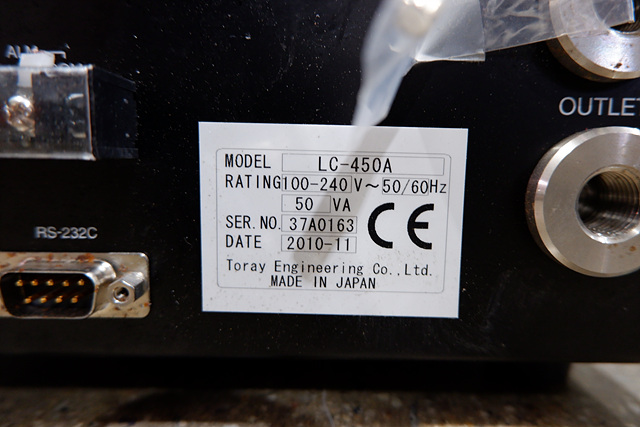 OUTLET
MODEL LC-450A
RATING 100-240 V～50/60Hz
50 VA
SER. NO. 37A0163
DATE 2010-11
CE
Toray Engineering Co.,Ltd.
MADE IN JAPAN
RS-232C